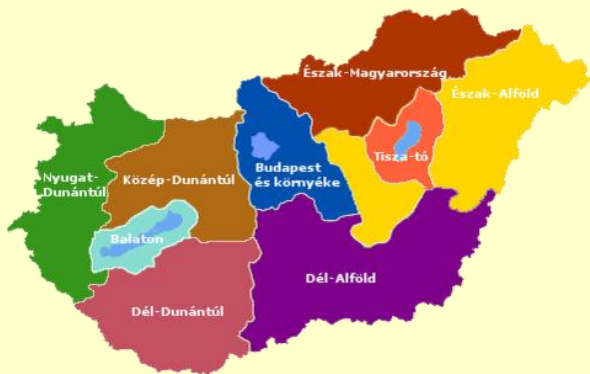 Észak-Magyarország
Észak-Alföld
Tisza-tó
Budapest
és környéke
Nyugat-
Dunántúl
Közép-Dunántúl
Balaton
Dél-Alföld
Dél-Dunántúl